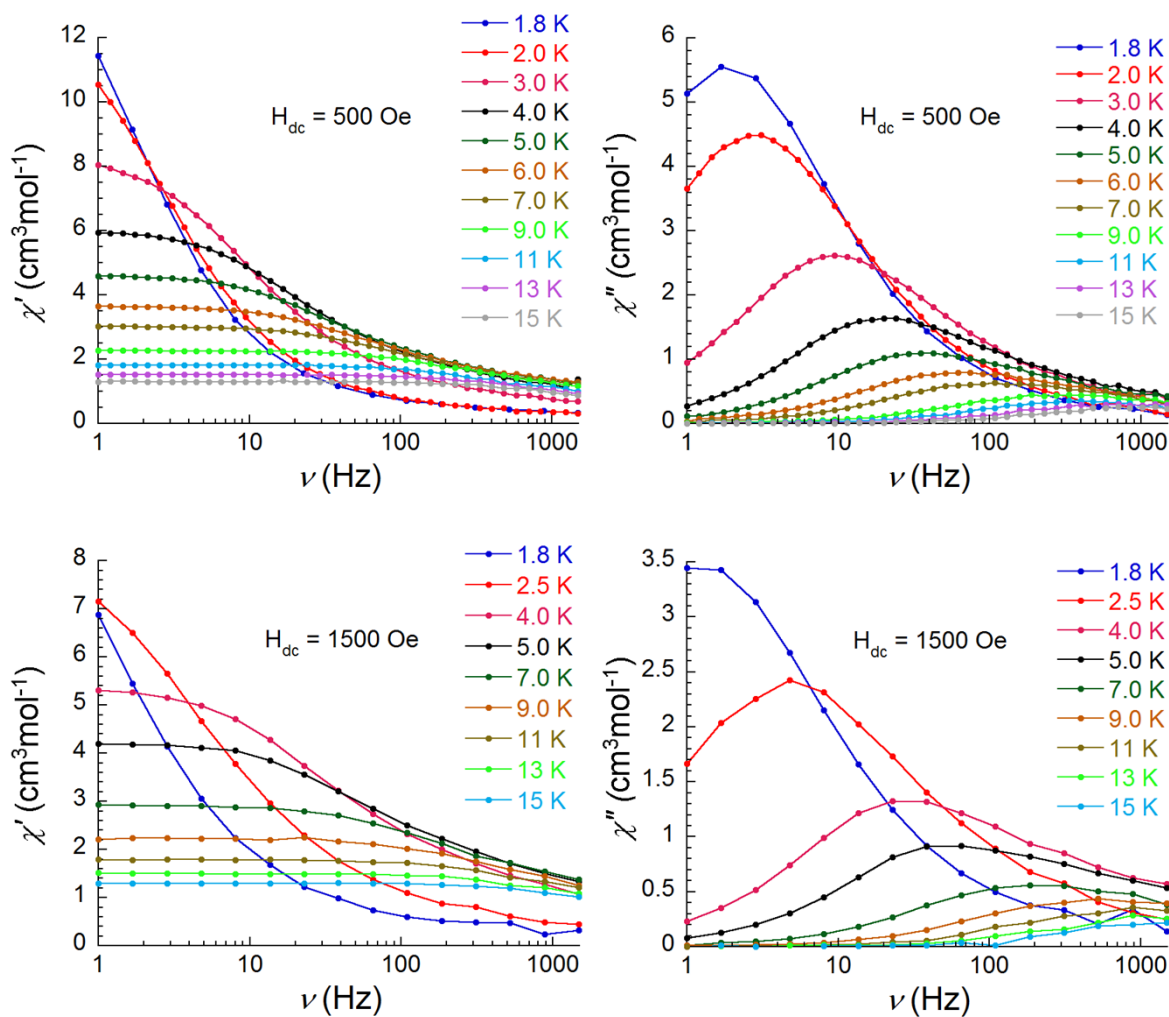 12
10
8
6
4
2
0
1
10
100
1000
χ′ (cm³mol⁻¹)
ν (Hz)
H_dc = 500 Oe
1.8 K
2.0 K
3.0 K
4.0 K
5.0 K
6.0 K
7.0 K
9.0 K
11 K
13 K
15 K
6
5
4
3
2
1
0
1
10
100
1000
χ″ (cm³mol⁻¹)
ν (Hz)
H_dc = 500 Oe
1.8 K
2.0 K
3.0 K
4.0 K
5.0 K
6.0 K
7.0 K
9.0 K
11 K
13 K
15 K
8
7
6
5
4
3
2
1
0
1
10
100
1000
χ′ (cm³mol⁻¹)
ν (Hz)
H_dc = 1500 Oe
1.8 K
2.5 K
4.0 K
5.0 K
7.0 K
9.0 K
11 K
13 K
15 K
3.5
3
2.5
2
1.5
1
0.5
0
1
10
100
1000
χ″ (cm³mol⁻¹)
ν (Hz)
H_dc = 1500 Oe
1.8 K
2.5 K
4.0 K
5.0 K
7.0 K
9.0 K
11 K
13 K
15 K